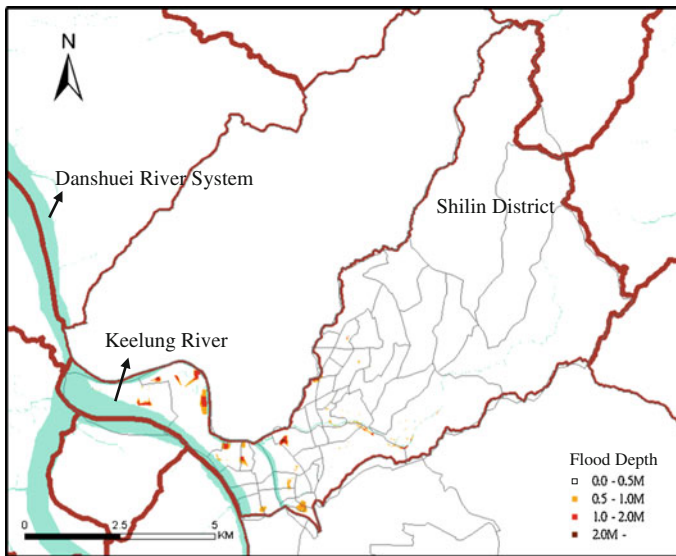 N
Danshuei River System
Shilin District
Keelung River
Flood Depth
0.0 - 0.5M
0.5 - 1.0M
1.0 - 2.0M
2.0M -
0 2.5 5
KM